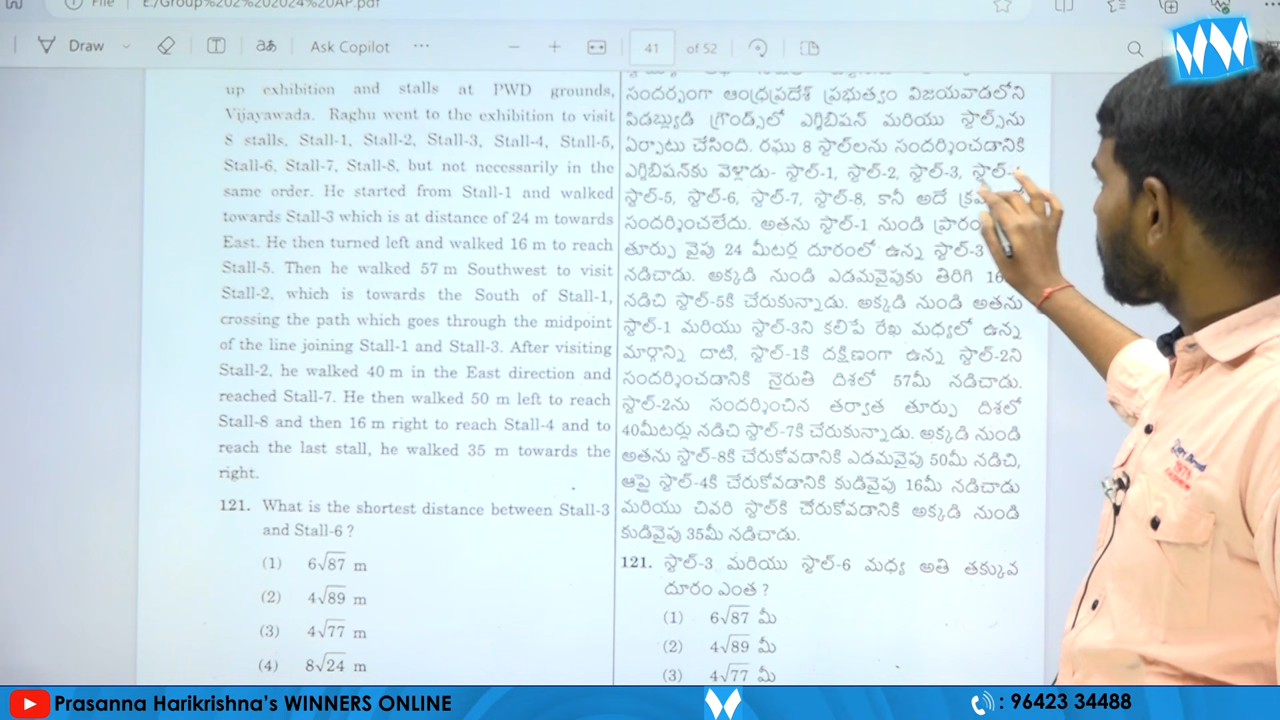 File
E:/Group%202%202024%20AP.pdf
Draw
Ask Copilot
41 of 52
up exhibition and stalls at PWD grounds,
Vijayawada. Raghu went to the exhibition to visit
8 stalls, Stall-1, Stall-2, Stall-3, Stall-4, Stall-5,
Stall-6, Stall-7, Stall-8, but not necessarily in the
same order. He started from Stall-1 and walked
towards Stall-3 which is at distance of 24 m towards
East. He then turned left and walked 16 m to reach
Stall-5. Then he walked 57 m Southwest to visit
Stall-2, which is towards the South of Stall-1,
crossing the path which goes through the midpoint
of the line joining Stall-1 and Stall-3. After visiting
Stall-2, he walked 40 m in the East direction and
reached Stall-7. He then walked 50 m left to reach
Stall-8 and then 16 m right to reach Stall-4 and to
reach the last stall, he walked 35 m towards the
right.
121. What is the shortest distance between Stall-3
and Stall-6 ?
(1) 6√87 m
(2) 4√89 m
(3) 4√77 m
(4) 8√24 m
సందర్భంగా ఆంధ్రప్రదేశ్ ప్రభుత్వం విజయవాడలోని
పిడబ్ల్యుడి గ్రౌండ్స్‌లో ఎగ్జిబిషన్ మరియు స్టాల్స్‌ను
ఏర్పాటు చేసింది. రఘు 8 స్టాల్‌లను సందర్శించడానికి
ఎగ్జిబిషన్‌కు వెళ్లాడు- స్టాల్-1, స్టాల్-2, స్టాల్-3, స్టాల్-
స్టాల్-5, స్టాల్-6, స్టాల్-7, స్టాల్-8, కానీ అదే
సందర్శించలేదు. అతను స్టాల్-1 నుండి
తూర్పు వైపు 24 మీటర్ల దూరంలో ఉన్న స్టాల్-3
నడిచాడు. అక్కడి నుండి ఎడమవైపుకు తిరిగి 16
నడిచి స్టాల్-5కి చేరుకున్నాడు. అక్కడి నుండి అతను
స్టాల్-1 మరియు స్టాల్-3ని కలిపే రేఖ మధ్యలో ఉన్న
మార్గాన్ని దాటి, స్టాల్-1కి దక్షిణంగా ఉన్న స్టాల్-2ని
సందర్శించడానికి నైరుతి దిశలో 57మీ నడిచాడు.
స్టాల్-2ను సందర్శించిన తర్వాత తూర్పు దిశలో
40మీటర్లు నడిచి స్టాల్-7కి చేరుకున్నాడు. అక్కడి నుండి
అతను స్టాల్-8కి చేరుకోవడానికి ఎడమవైపు 50మీ నడిచి,
ఆపై స్టాల్-4కి చేరుకోవడానికి కుడివైపు 16మీ నడిచాడు
మరియు చివరి స్టాల్‌కి చేరుకోవడానికి అక్కడి నుండి
కుడివైపు 35మీ నడిచాడు.
121. స్టాల్-3 మరియు స్టాల్-6 మధ్య అతి తక్కువ
దూరం ఎంత ?
(1) 6√87 మీ
(2) 4√89 మీ
(3) 4√77 మీ
Prasanna Harikrishna's WINNERS ONLINE
: 96423 34488